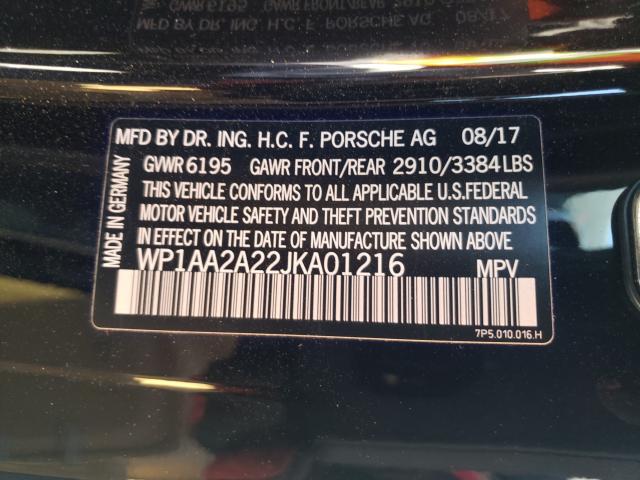 MFD BY DR. ING. H.C. F. PORSCHE AG 08/17
GVWR 6195 GAWR FRONT/REAR 2910/3384 LBS
THIS VEHICLE CONFORMS TO ALL APPLICABLE U.S.FEDERAL
MOTOR VEHICLE SAFETY AND THEFT PREVENTION STANDARDS
IN EFFECT ON THE DATE OF MANUFACTURE SHOWN ABOVE
WP1AA2A22JKA01216 MPV
7P5.010.016.H
MADE IN GERMANY